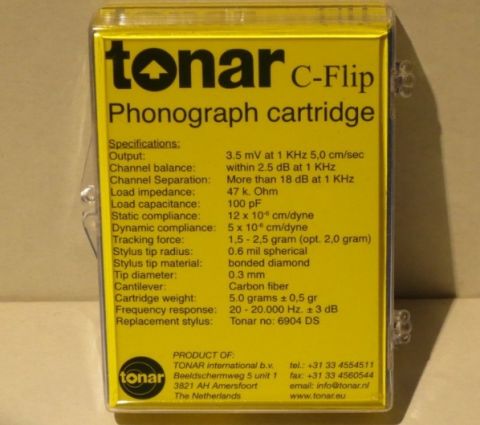 tonar C-Flip
Phonograph cartridge
Specifications:
Output: 3.5 mV at 1 KHz 5,0 cm/sec
Channel balance: within 2.5 dB at 1 KHz
Channel Separation: More than 18 dB at 1 KHz
Load impedance: 47 k. Ohm
Load capacitance: 100 pF
Static compliance: 12 x 10⁻⁶ cm/dyne
Dynamic compliance: 5 x 10⁻⁶ cm/dyne
Tracking force: 1,5 - 2,5 gram (opt. 2,0 gram)
Stylus tip radius: 0.6 mil spherical
Stylus tip material: bonded diamond
Tip diameter: 0.3 mm
Cantilever: Carbon fiber
Cartridge weight: 5.0 grams ± 0,5 gr
Frequency response: 20 - 20.000 Hz. ± 3 dB
Replacement stylus: Tonar no: 6904 DS
PRODUCT OF:
TONAR international b.v. tel.: +31 33 4554511
Beeldschermweg 5 unit 1 fax: +31 33 4560544
3821 AH Amersfoort email: info@tonar.nl
The Netherlands www.tonar.eu
tonar